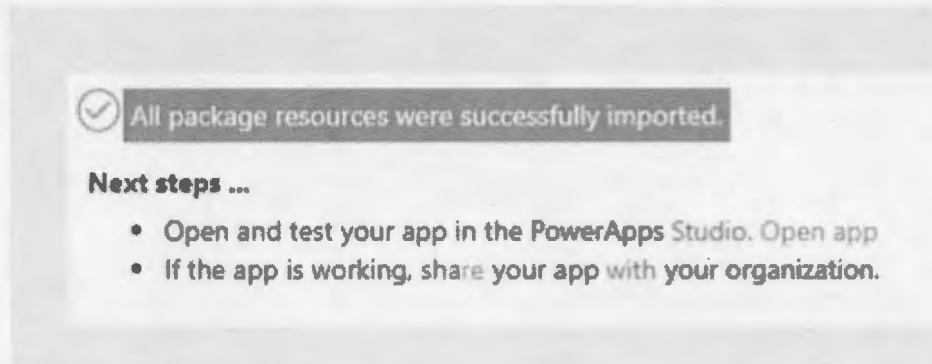 All package resources were successfully imported.
Next steps ...
• Open and test your app in the PowerApps Studio. Open app
• If the app is working, share your app with your organization.